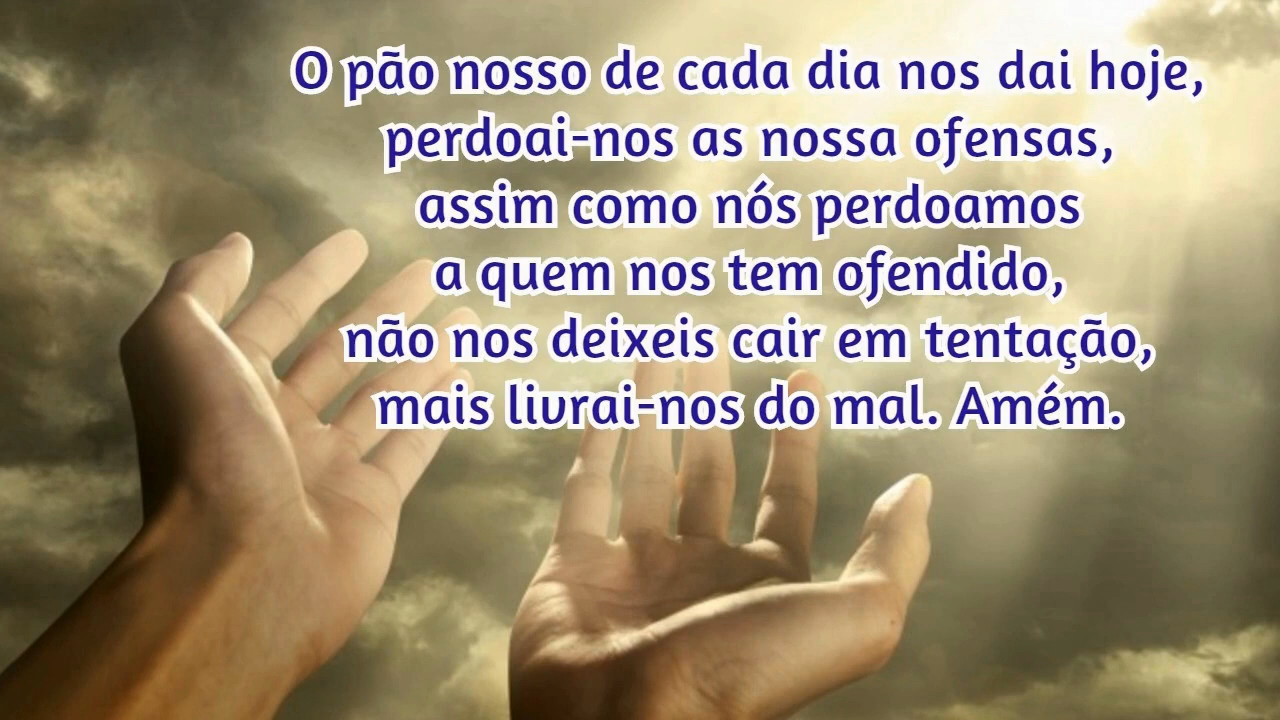 O pão nosso de cada dia nos dai hoje,
perdoai-nos as nossa ofensas,
assim como nós perdoamos
a quem nos tem ofendido,
não nos deixeis cair em tentação,
mais livrai-nos do mal. Amém.